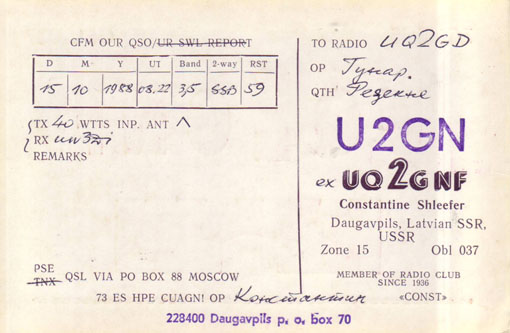 CFM OUR QSO/UR SWL REPORT
D M Y UT Band 2-way RST
15 10 1988 08.22 3,5 SSB 59
TX 40 WTTS INP. ANT Λ
RX uw3di
REMARKS
PSE
TNX QSL VIA PO BOX 88 MOSCOW
73 ES HPE CUAGN! OP Константин
TO RADIO UQ2GD
OP Гунар.
QTH Резекне
U2GN
ex UQ2GNF
Constantine Shleefer
Daugavpils, Latvian SSR,
USSR
Zone 15 Obl 037
MEMBER OF RADIO CLUB
SINCE 1936
«CONST»
228400 Daugavpils p. o. box 70